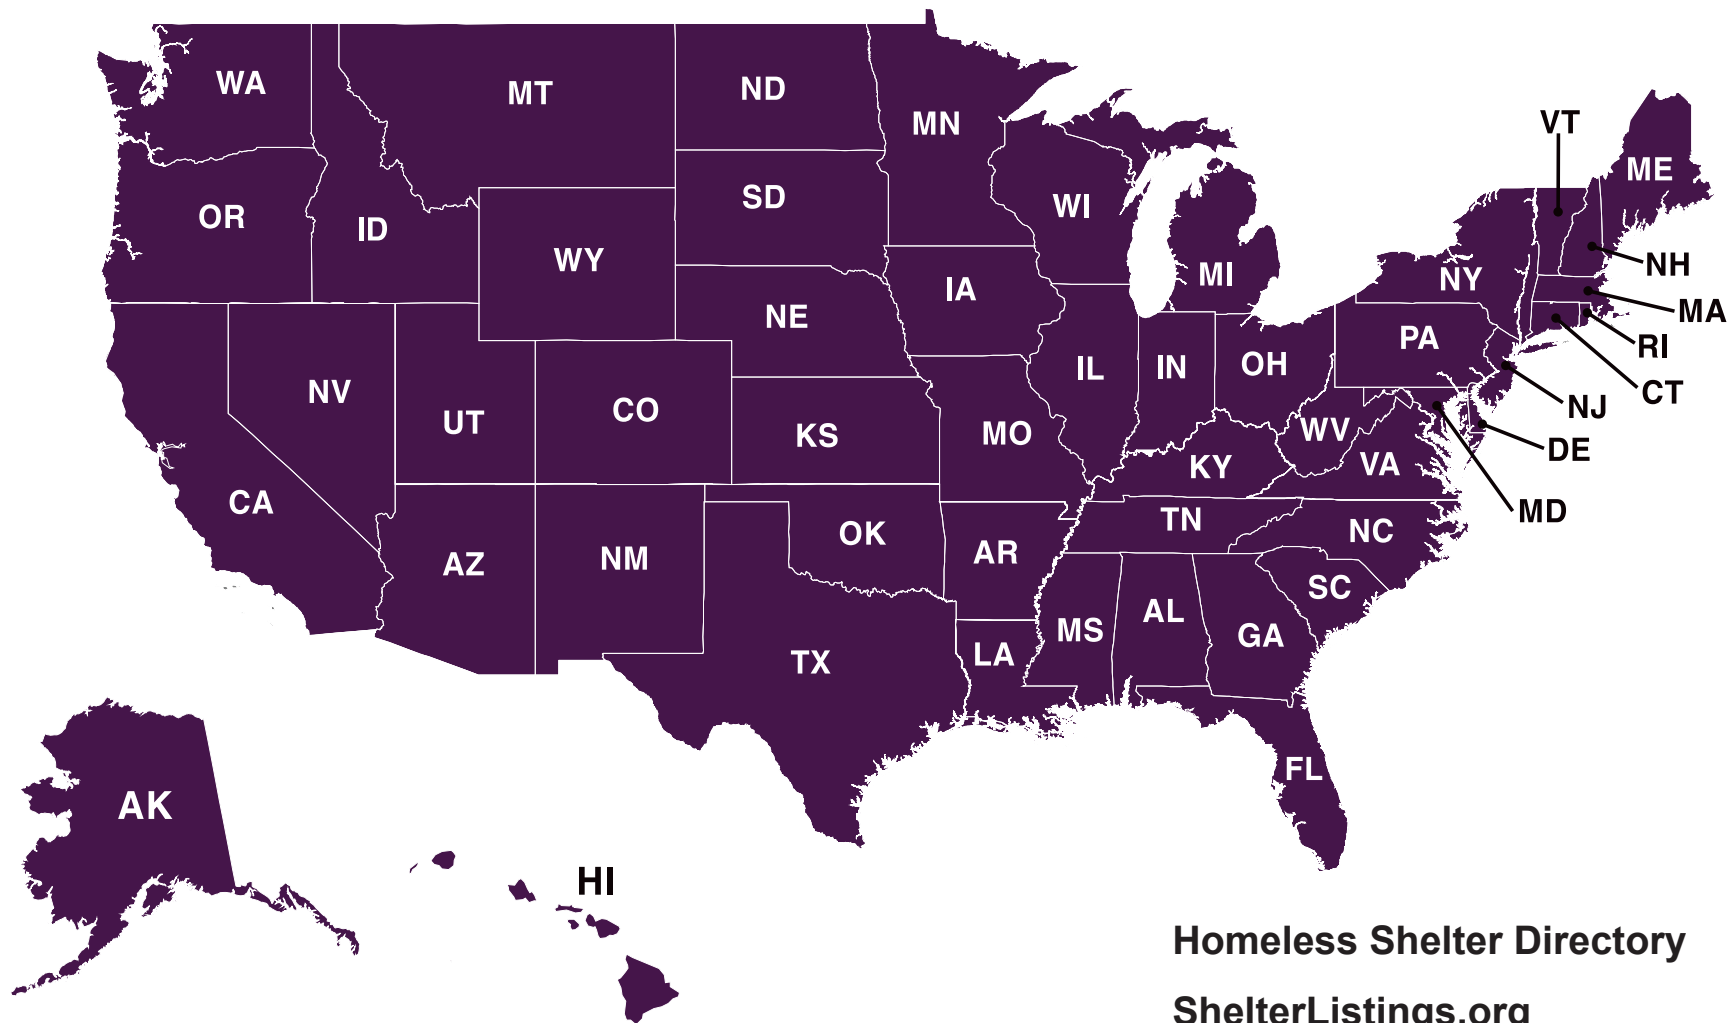 WA
MT
ND
MN
VT
ME
OR
ID
SD
WI
WY
MI
NY
NH
MA
IA
NE
PA
RI
NV
UT
CO
IL
IN
OH
CT
NJ
KS
MO
WV
VA
DE
CA
KY
MD
AZ
NM
OK
AR
TN
NC
SC
TX
LA
MS
AL
GA
FL
AK
HI
Homeless Shelter Directory
ShelterListings.org